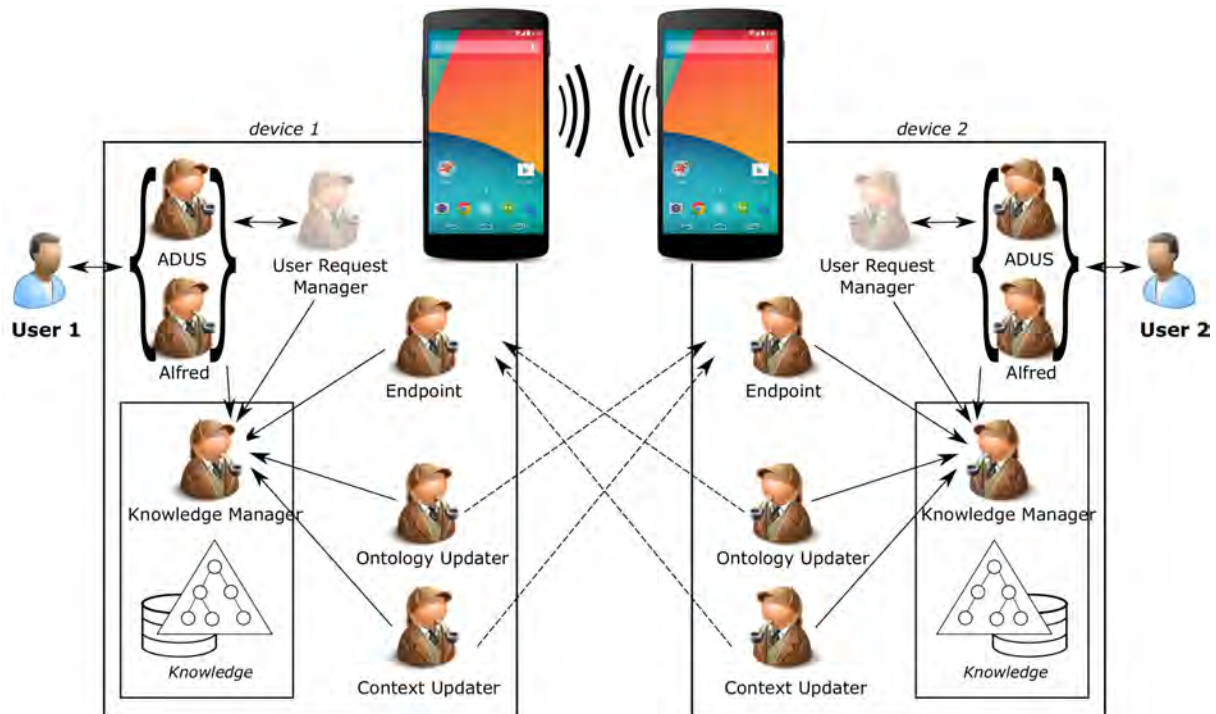 device 1
device 2
ADUS
User Request
Manager
User Request
Manager
ADUS
User 1
User 2
Alfred
Endpoint
Endpoint
Alfred
Knowledge Manager
Knowledge Manager
Ontology Updater
Ontology Updater
Knowledge
Knowledge
Context Updater
Context Updater